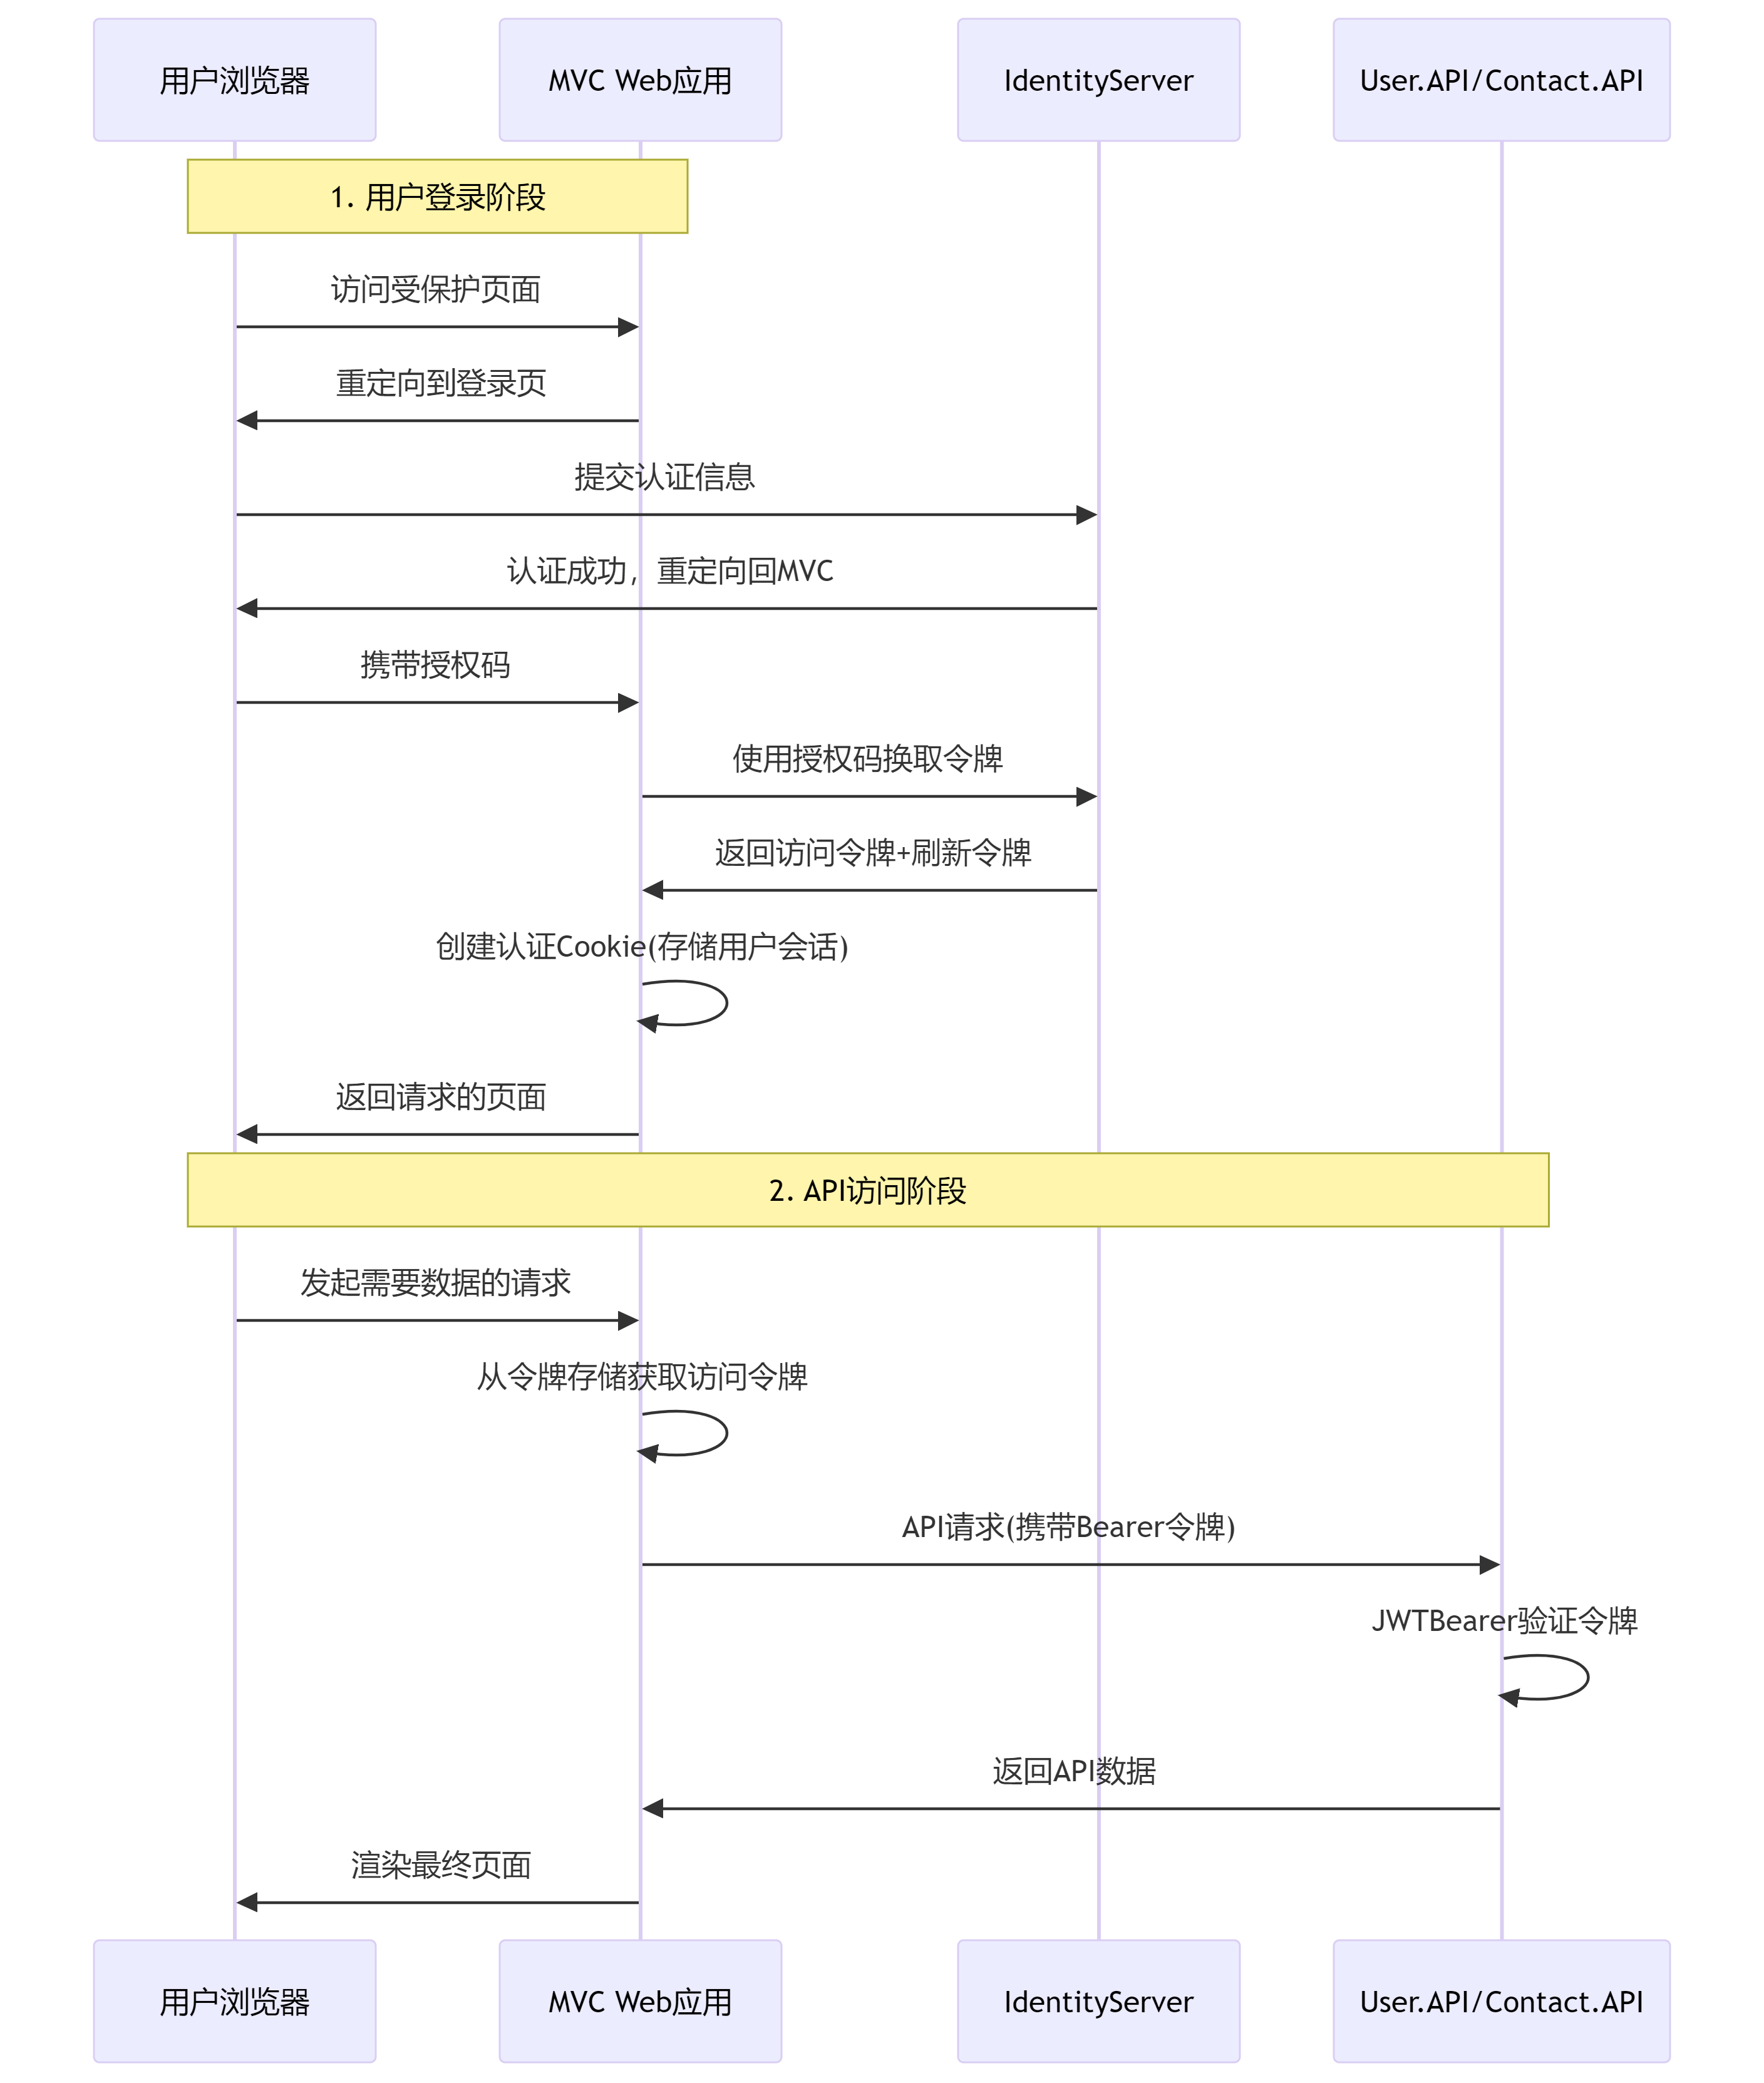 用户浏览器
MVC Web应用
IdentityServer
User.API/Contact.API
1. 用户登录阶段
访问受保护页面
重定向到登录页
提交认证信息
认证成功，重定向回MVC
携带授权码
使用授权码换取令牌
返回访问令牌+刷新令牌
创建认证Cookie(存储用户会话)
返回请求的页面
2. API访问阶段
发起需要数据的请求
从令牌存储获取访问令牌
API请求(携带Bearer令牌)
JWTBearer验证令牌
返回API数据
渲染最终页面
用户浏览器
MVC Web应用
IdentityServer
User.API/Contact.API